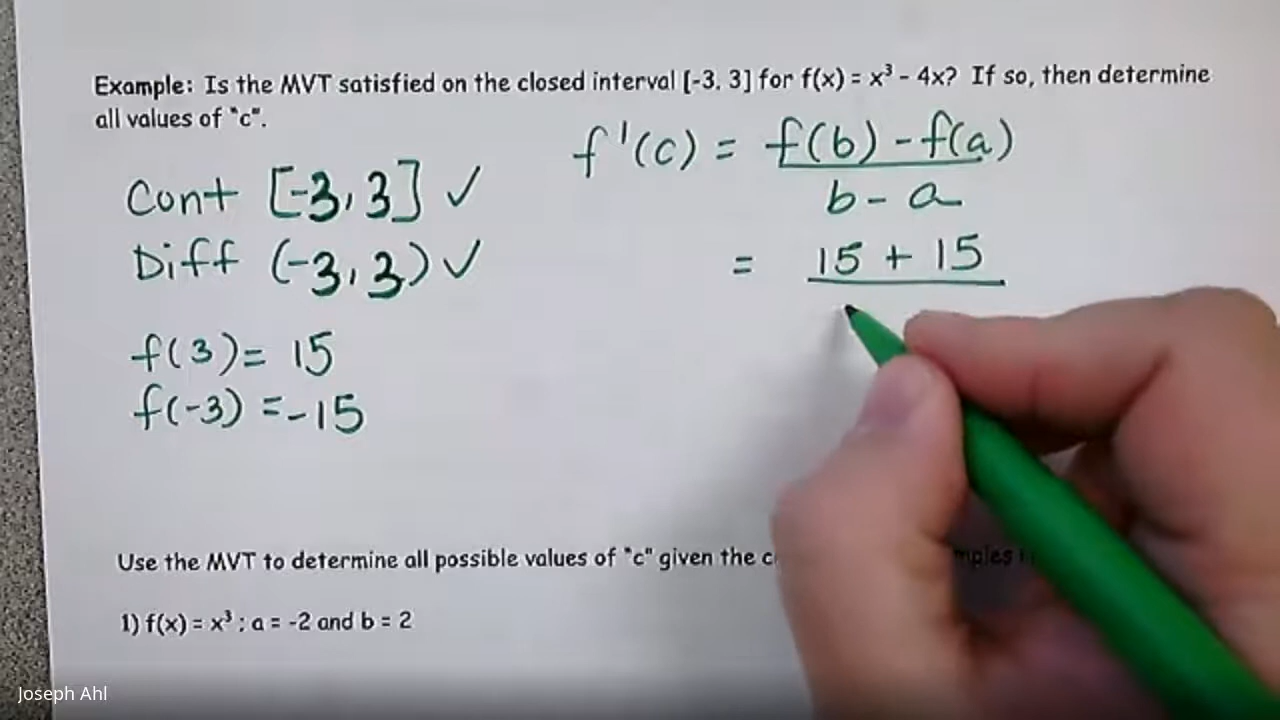 Example: Is the MVT satisfied on the closed interval [-3, 3] for f(x) = x³ - 4x? If so, then determine
all values of "c".
Cont [-3, 3] ✓
Diff (-3, 3) ✓
f(3) = 15
f(-3) = -15
f'(c) = f(b) - f(a)
b - a
= 15 + 15
Use the MVT to determine all possible values of "c" given the
1) f(x) = x³ ; a = -2 and b = 2
Joseph Ahl